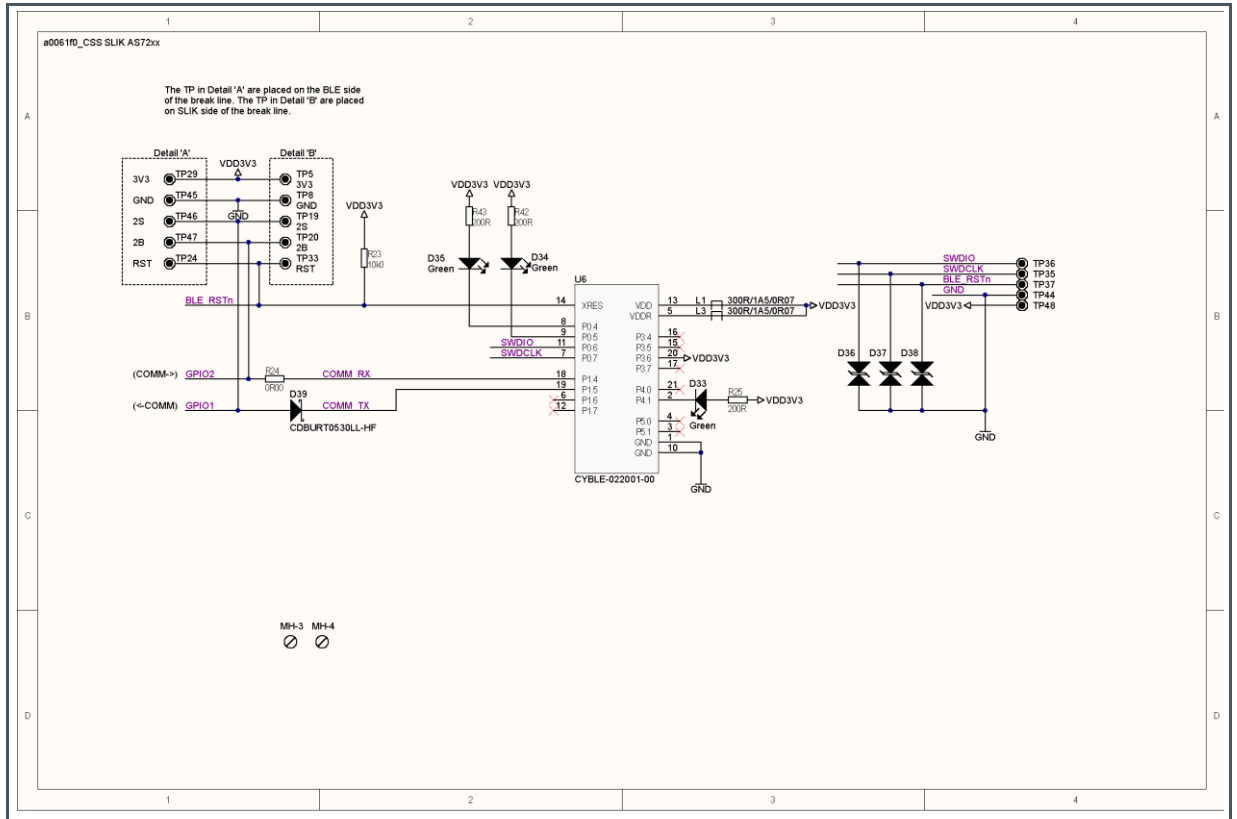 1 2 3 4
a0061f0_CSS SLIK AS72xx
The TP in Detail 'A' are placed on the BLE side
of the break line. The TP in Detail 'B' are placed
on SLIK side of the break line.
A A
Detail 'A' Detail 'B'
VDD3V3
3V3 TP29 TP5
3V3
GND TP45 TP8
GND
GND
2S TP46 TP19
2S
2B TP47 TP20
2B
RST TP24 TP33
RST
VDD3V3
R23
10k0
VDD3V3 VDD3V3
R43
200R
R42
200R
D35
Green
D34
Green
U6
BLE_RSTn 14 XRES
8 P0.4
9 P0.5
SWDIO 11 P0.6
SWDCLK 7 P0.7
(COMM->) GPIO2 R24 0R00 COMM_RX 18 P1.4
(<-COMM) GPIO1 D39 COMM_TX 19 P1.5
CDBURT0530LL-HF
6 P1.6
12 P1.7
VDD 13 L1 300R/1A5/0R07 VDD3V3
VDDR 5 L3 300R/1A5/0R07
P3.4 16
P3.5 15
P3.6 20 VDD3V3
P3.7 17
P4.0 21
P4.1 2 D33 Green R25 200R VDD3V3
P5.0 4
P5.1 3
GND 1
GND 10
CYBLE-022001-00
GND
SWDIO TP36
SWDCLK TP35
BLE_RSTn TP37
GND TP44
VDD3V3 TP48
D36 D37 D38
GND
B B
C C
MH-3 MH-4
D D
1 2 3 4